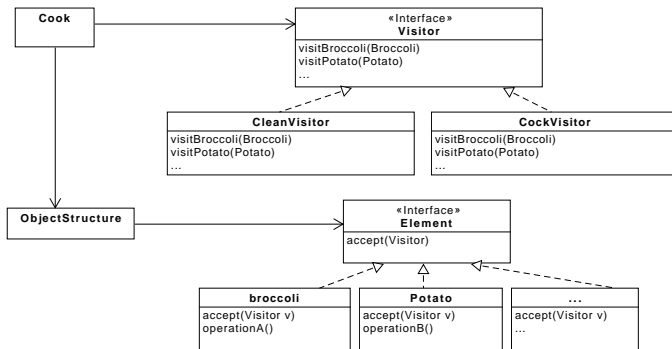 Cook
«Interface»
Visitor
visitBroccoli(Broccoli)
visitPotato(Potato)
...
CleanVisitor
visitBroccoli(Broccoli)
visitPotato(Potato)
...
CockVisitor
visitBroccoli(Broccoli)
visitPotato(Potato)
...
ObjectStructure
«Interface»
Element
accept(Visitor)
broccoli
accept(Visitor v)
operationA()
Potato
accept(Visitor v)
operationB()
...
accept(Visitor v)
...